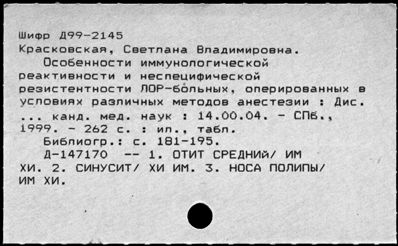 Шифр Д99-2145
Красковская, Светлана Владимировна.
Особенности иммунологической
реактивности и неспецифической
резистентности ЛОР-больных, оперированных в
условиях различных методов анестезии : Дис.
... канд. мед. наук : 14.00.04. - СПб.,
1999. - 262 с. : ил., табл.
Библиогр.: с. 181-195.
Д-147170 -- 1. ОТИТ СРЕДНИЙ/ ИМ
ХИ. 2. СИНУСИТ/ ХИ ИМ. 3. НОСА ПОЛИПЫ/
ИМ ХИ.